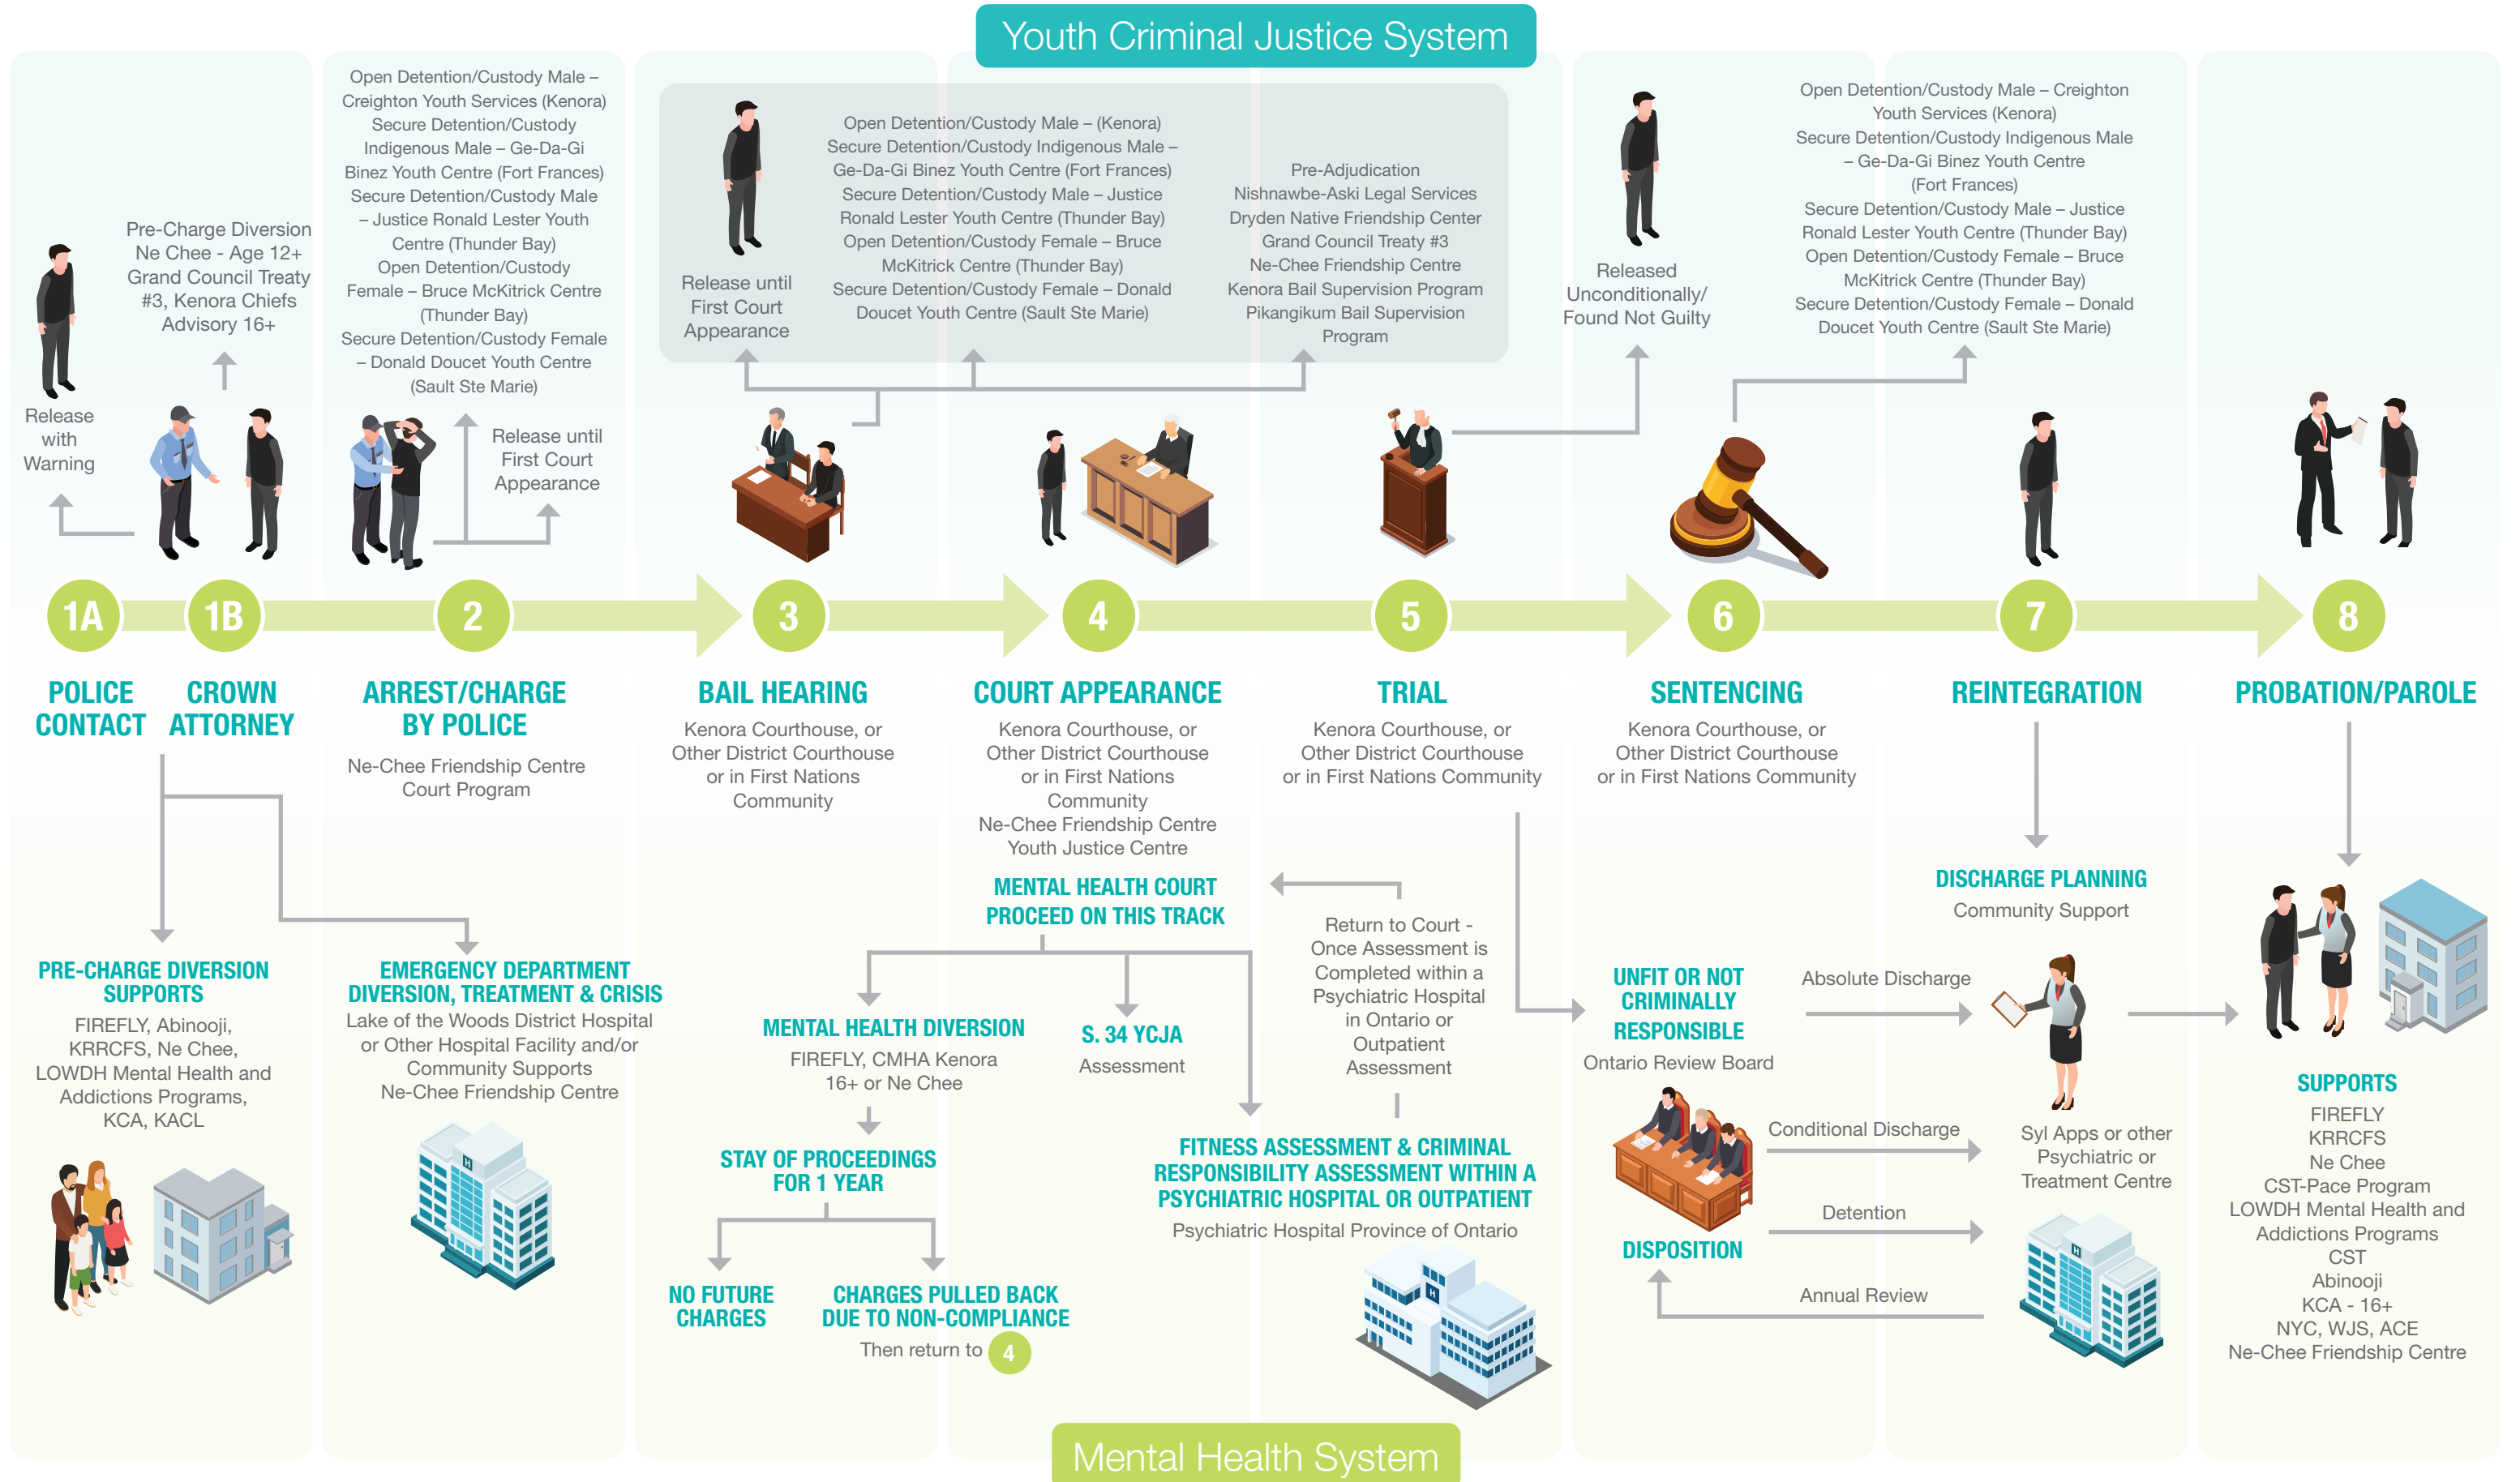 Youth Criminal Justice System
Release
with
Warning
Pre-Charge Diversion
Ne Chee - Age 12+
Grand Council Treaty
#3, Kenora Chiefs
Advisory 16+
Open Detention/Custody Male –
Creighton Youth Services (Kenora)
Secure Detention/Custody
Indigenous Male – Ge-Da-Gi
Binez Youth Centre (Fort Frances)
Secure Detention/Custody Male
– Justice Ronald Lester Youth
Centre (Thunder Bay)
Open Detention/Custody
Female – Bruce McKitrick Centre
(Thunder Bay)
Secure Detention/Custody Female
– Donald Doucet Youth Centre
(Sault Ste Marie)
Release until
First Court
Appearance
Release until
First Court
Appearance
Open Detention/Custody Male – (Kenora)
Secure Detention/Custody Indigenous Male –
Ge-Da-Gi Binez Youth Centre (Fort Frances)
Secure Detention/Custody Male – Justice
Ronald Lester Youth Centre (Thunder Bay)
Open Detention/Custody Female – Bruce
McKitrick Centre (Thunder Bay)
Secure Detention/Custody Female – Donald
Doucet Youth Centre (Sault Ste Marie)
Pre-Adjudication
Nishnawbe-Aski Legal Services
Dryden Native Friendship Center
Grand Council Treaty #3
Ne-Chee Friendship Centre
Kenora Bail Supervision Program
Pikangikum Bail Supervision
Program
Released
Unconditionally/
Found Not Guilty
Open Detention/Custody Male – Creighton
Youth Services (Kenora)
Secure Detention/Custody Indigenous Male
– Ge-Da-Gi Binez Youth Centre
(Fort Frances)
Secure Detention/Custody Male – Justice
Ronald Lester Youth Centre (Thunder Bay)
Open Detention/Custody Female – Bruce
McKitrick Centre (Thunder Bay)
Secure Detention/Custody Female – Donald
Doucet Youth Centre (Sault Ste Marie)
1A
1B
2
3
4
5
6
7
8
POLICE
CONTACT
CROWN
ATTORNEY
ARREST/CHARGE
BY POLICE
Ne-Chee Friendship Centre
Court Program
BAIL HEARING
Kenora Courthouse, or
Other District Courthouse
or in First Nations
Community
COURT APPEARANCE
Kenora Courthouse, or
Other District Courthouse
or in First Nations
Community
Ne-Chee Friendship Centre
Youth Justice Centre
TRIAL
Kenora Courthouse, or
Other District Courthouse
or in First Nations Community
SENTENCING
Kenora Courthouse, or
Other District Courthouse
or in First Nations Community
REINTEGRATION
PROBATION/PAROLE
PRE-CHARGE DIVERSION
SUPPORTS
FIREFLY, Abinooji,
KRRCFS, Ne Chee,
LOWDH Mental Health and
Addictions Programs,
KCA, KACL
EMERGENCY DEPARTMENT
DIVERSION, TREATMENT & CRISIS
Lake of the Woods District Hospital
or Other Hospital Facility and/or
Community Supports
Ne-Chee Friendship Centre
H
MENTAL HEALTH COURT
PROCEED ON THIS TRACK
MENTAL HEALTH DIVERSION
FIREFLY, CMHA Kenora
16+ or Ne Chee
STAY OF PROCEEDINGS
FOR 1 YEAR
NO FUTURE
CHARGES
CHARGES PULLED BACK
DUE TO NON-COMPLIANCE
Then return to 4
S. 34 YCJA
Assessment
Return to Court -
Once Assessment is
Completed within a
Psychiatric Hospital
in Ontario or
Outpatient
Assessment
FITNESS ASSESSMENT & CRIMINAL
RESPONSIBILITY ASSESSMENT WITHIN A
PSYCHIATRIC HOSPITAL OR OUTPATIENT
Psychiatric Hospital Province of Ontario
H
UNFIT OR NOT
CRIMINALLY
RESPONSIBLE
Ontario Review Board
DISPOSITION
Absolute Discharge
Conditional Discharge
Detention
Annual Review
DISCHARGE PLANNING
Community Support
Syl Apps or other
Psychiatric or
Treatment Centre
H
SUPPORTS
FIREFLY
KRRCFS
Ne Chee
CST-Pace Program
LOWDH Mental Health and
Addictions Programs
CST
Abinooji
KCA - 16+
NYC, WJS, ACE
Ne-Chee Friendship Centre
Mental Health System